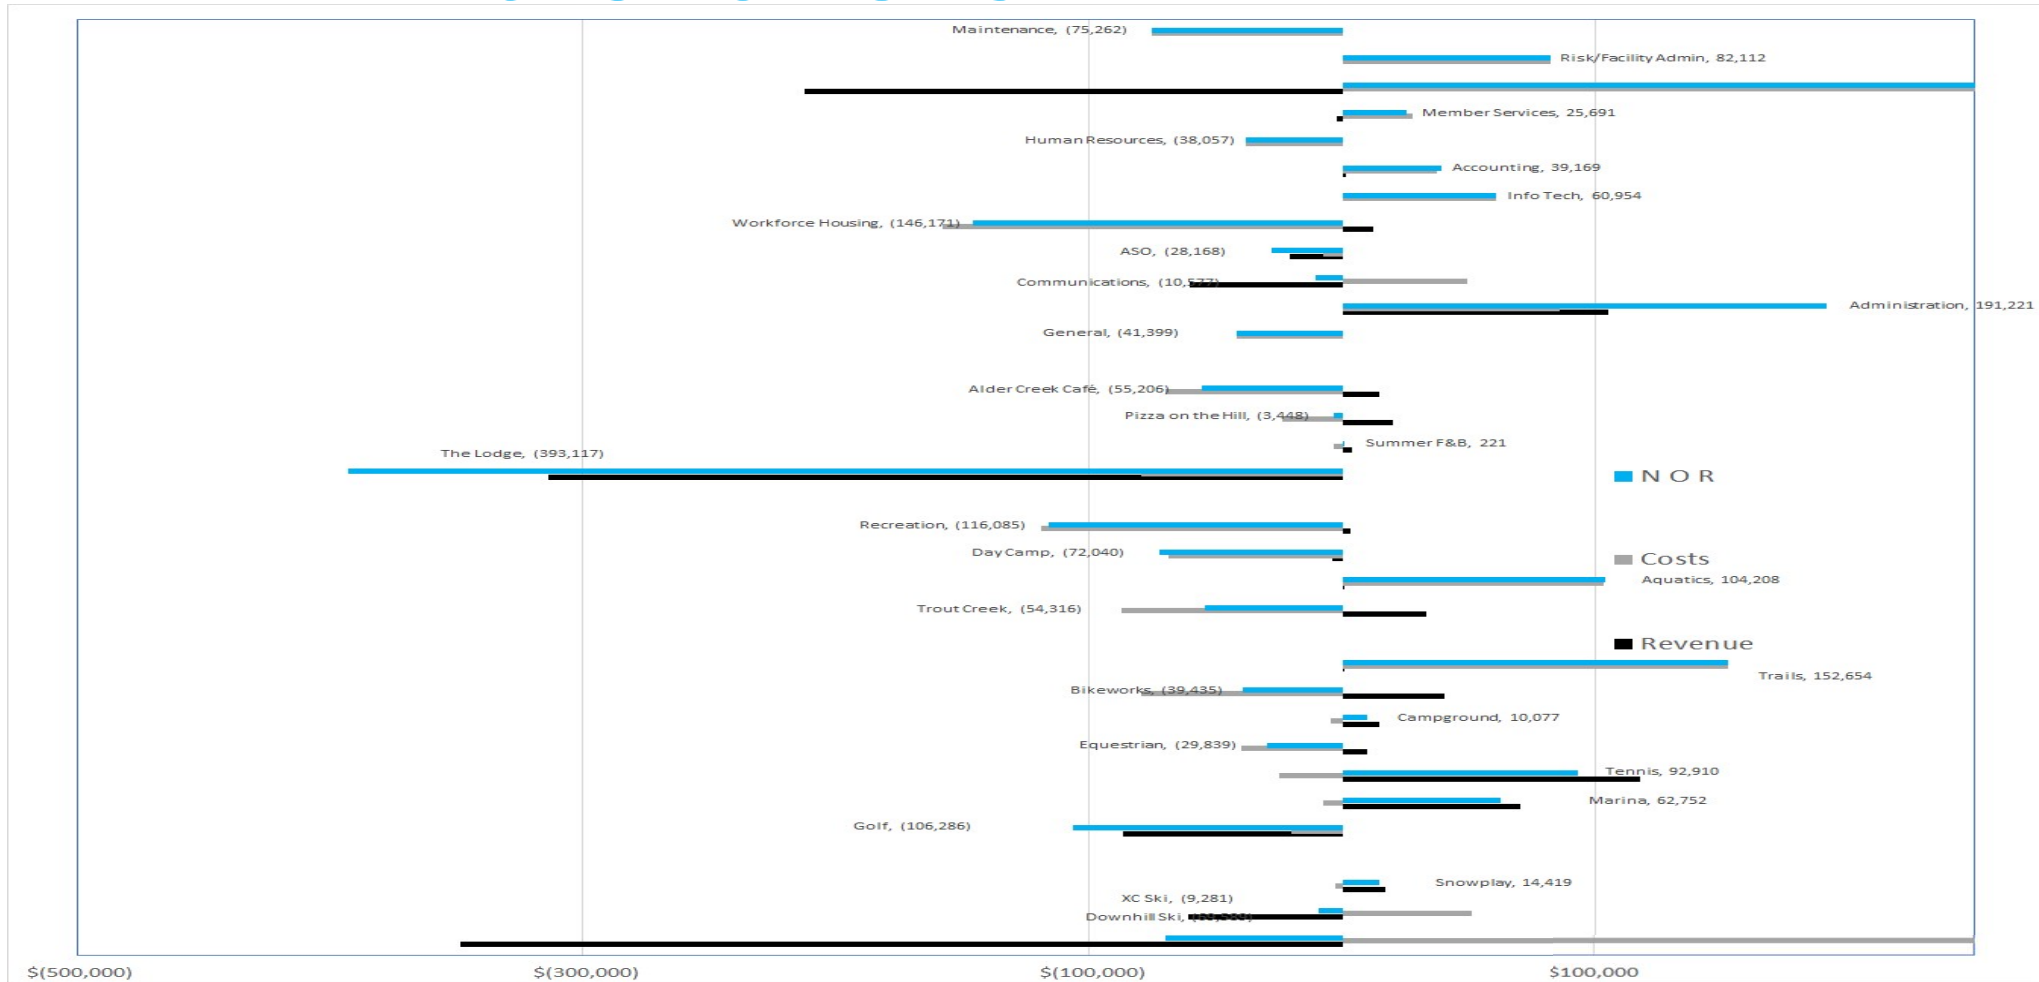 Maintenance, (75,262)
Risk/Facility Admin, 82,112
Member Services, 25,691
Human Resources, (38,057)
Accounting, 39,169
Info Tech, 60,954
Workforce Housing, (146,171)
ASO, (28,168)
Communications, (10,577)
Administration, 191,221
General, (41,399)
Alder Creek Café, (55,206)
Pizza on the Hill, (3,448)
Summer F&B, 221
The Lodge, (393,117)
N O R
Recreation, (116,085)
Day Camp, (72,040)
Costs
Aquatics, 104,208
Trout Creek, (54,316)
Revenue
Trails, 152,654
Bikeworks, (39,435)
Campground, 10,077
Equestrian, (29,839)
Tennis, 92,910
Marina, 62,752
Golf, (106,286)
Snowplay, 14,419
XC Ski, (9,281)
Downhill Ski,
$(500,000) $(300,000) $(100,000) $100,000